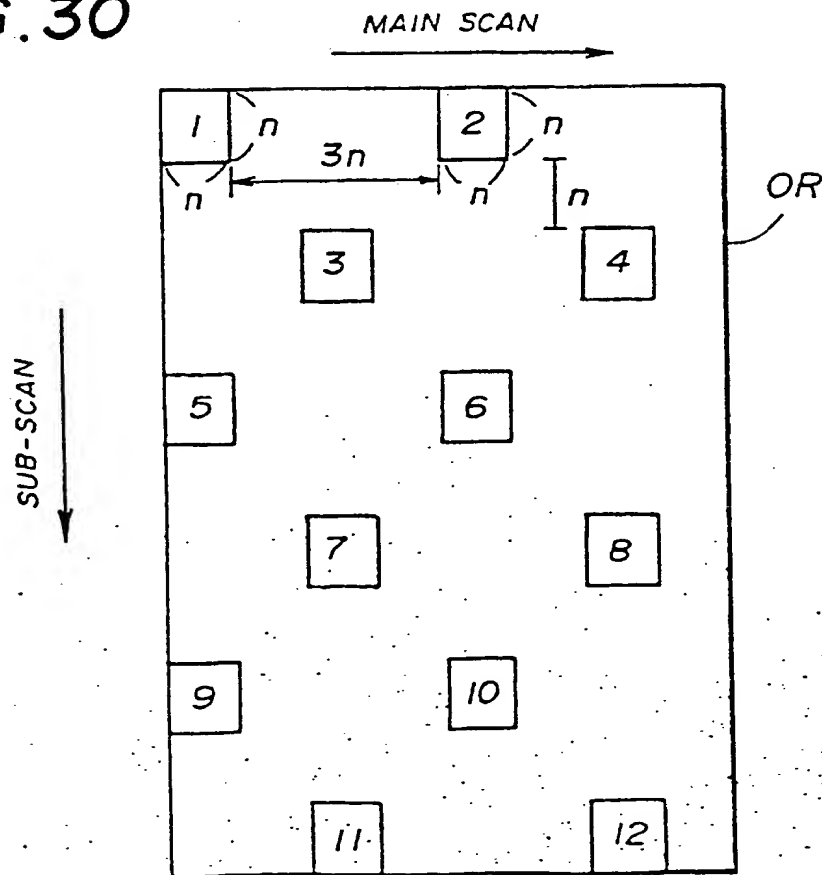 G. 30
MAIN SCAN
1 n 2 n
3n
n n n
OR
3 4
SUB-SCAN
5 6
7 8
9 10
11 12